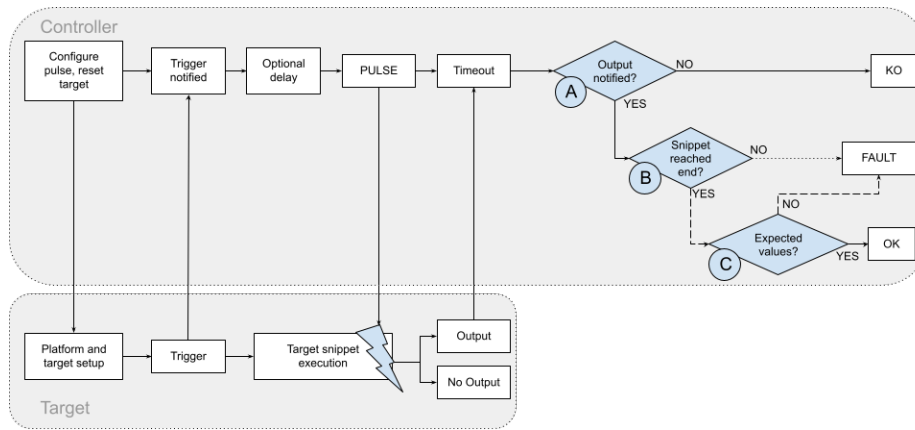 Controller
Configure
pulse, reset
target
Trigger
notified
Optional
delay
PULSE
Timeout
Output
notified?
A
NO
KO
YES
Snippet
reached
end?
B
NO
FAULT
YES
NO
Expected
values?
C
YES
OK
Platform and
target setup
Trigger
Target snippet
execution
Output
No Output
Target